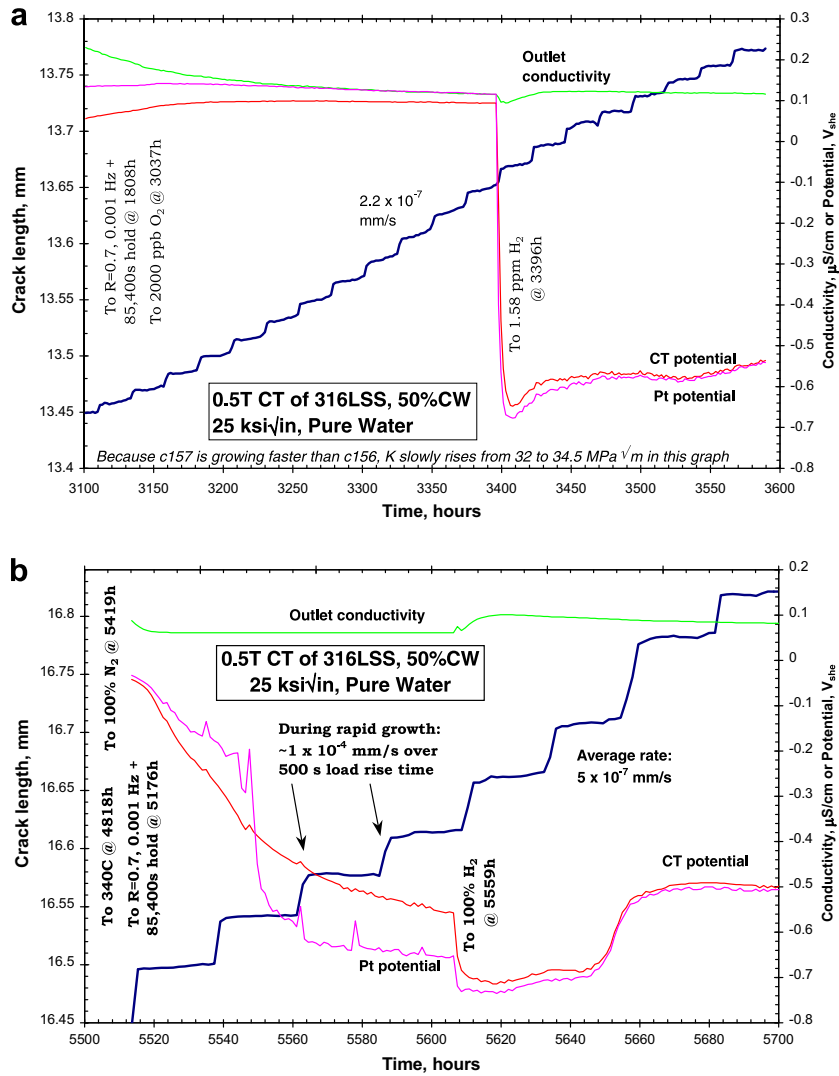 a
13.8
13.75
13.7
13.65
13.6
13.55
13.5
13.45
13.4
Crack length, mm
0.3
0.2
0.1
0
-0.1
-0.2
-0.3
-0.4
-0.5
-0.6
-0.7
-0.8
Conductivity, μS/cm or Potential, Vshe
Outlet
conductivity
To R=0.7, 0.001 Hz +
85,400s hold @ 1808h
To 2000 ppb O2 @ 3037h
2.2 x 10-7
mm/s
To 1.58 ppm H2
@ 3396h
CT potential
Pt potential
0.5T CT of 316LSS, 50%CW
25 ksi√in, Pure Water
Because c157 is growing faster than c156, K slowly rises from 32 to 34.5 MPa √m in this graph
3100 3150 3200 3250 3300 3350 3400 3450 3500 3550 3600
Time, hours
b
16.8
16.75
16.7
16.65
16.6
16.55
16.5
16.45
Crack length, mm
0.2
0.1
0
-0.1
-0.2
-0.3
-0.4
-0.5
-0.6
-0.7
-0.8
Conductivity, μS/cm or Potential, Vshe
Outlet conductivity
0.5T CT of 316LSS, 50%CW
25 ksi√in, Pure Water
To 100% N2 @ 5419h
To 340C @ 4818h
To R=0.7, 0.001 Hz +
85,400s hold @ 5176h
During rapid growth:
~1 x 10-4 mm/s over
500 s load rise time
Average rate:
5 x 10-7 mm/s
To 100% H2
@ 5559h
CT potential
Pt potential
5500 5520 5540 5560 5580 5600 5620 5640 5660 5680 5700
Time, hours